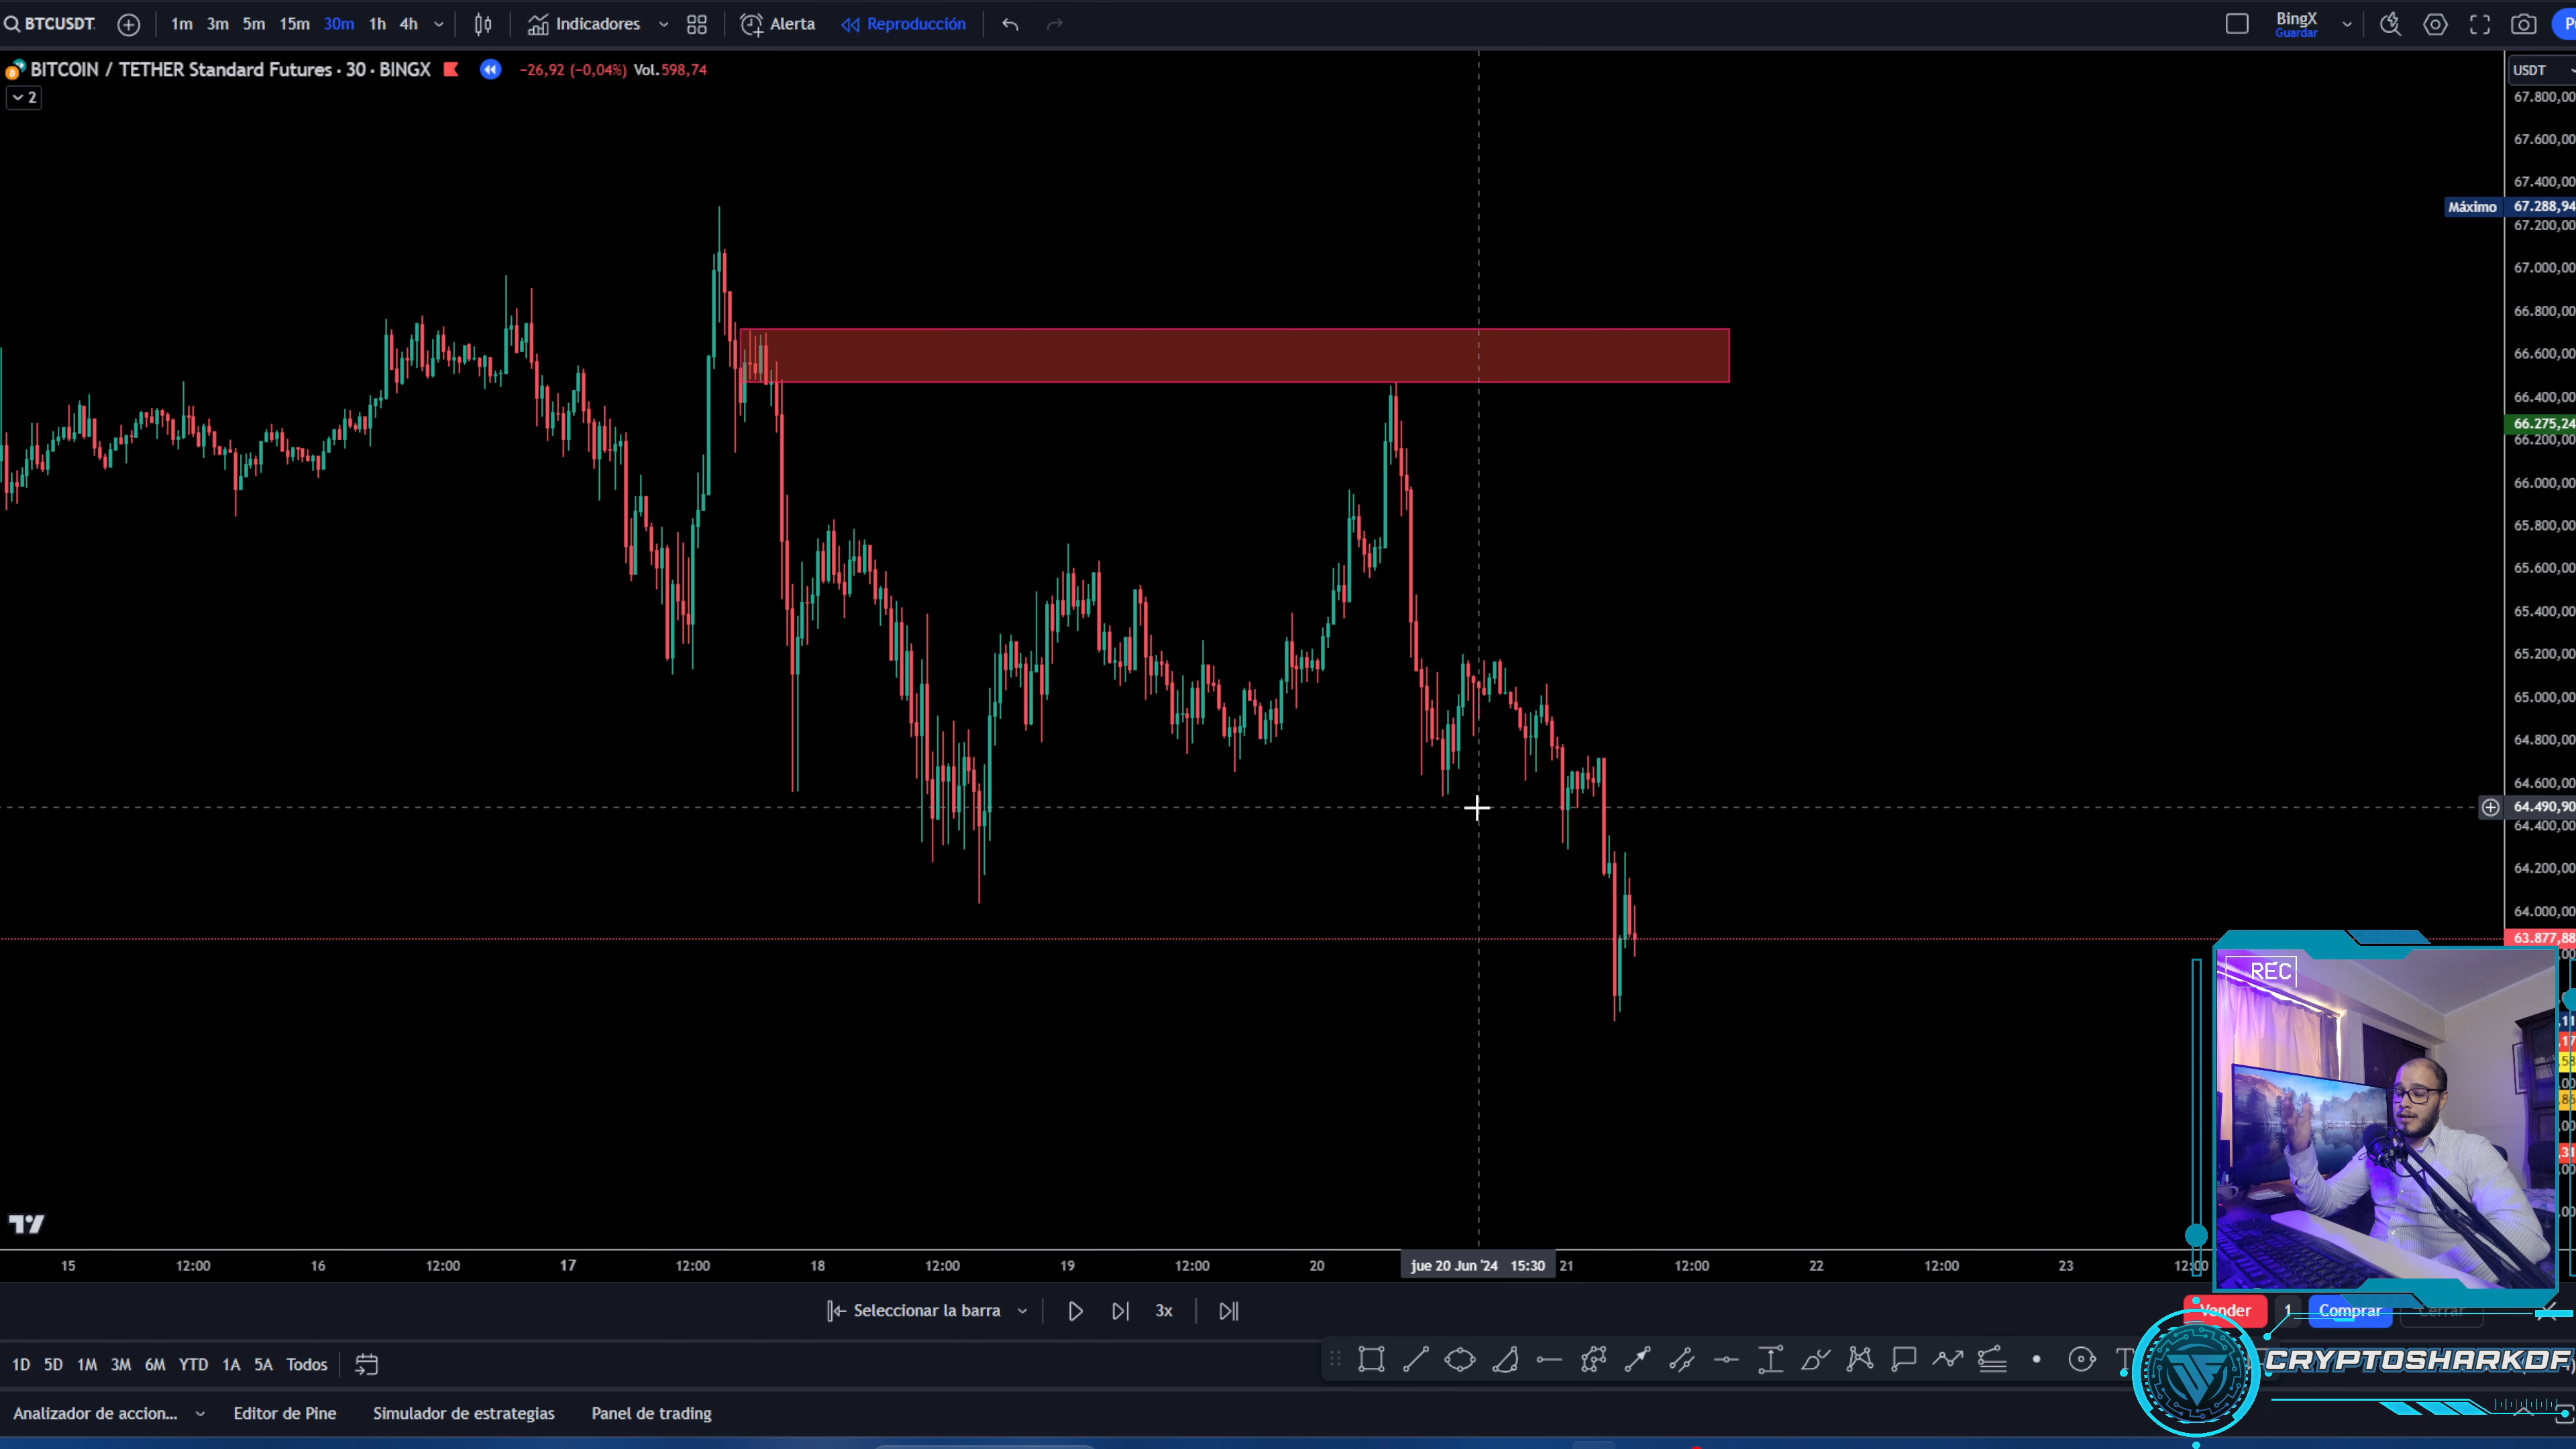 BTCUSDT 1m 3m 5m 15m 30m 1h 4h Indicadores Alerta Reproducción BingX
Guardar
BITCOIN / TETHER Standard Futures · 30 · BINGX −26,92 (−0,04%) Vol.598,74
2
USDT
67.800,00
67.600,00
67.400,00
Máximo 67.288,94
67.200,00
67.000,00
66.800,00
66.600,00
66.400,00
66.275,24
66.200,00
66.000,00
65.800,00
65.600,00
65.400,00
65.200,00
65.000,00
64.800,00
64.600,00
64.490,90
64.400,00
64.200,00
64.000,00
63.877,88
REC
15 12:00 16 12:00 17 12:00 18 12:00 19 12:00 20 jue 20 Jun '24 15:30 21 12:00 22 12:00 23 12:00
Seleccionar la barra 3x
Vender 1 Comprar Cerrar
1D 5D 1M 3M 6M YTD 1A 5A Todos
CRYPTOSHARKDF
Analizador de accion... Editor de Pine Simulador de estrategias Panel de trading